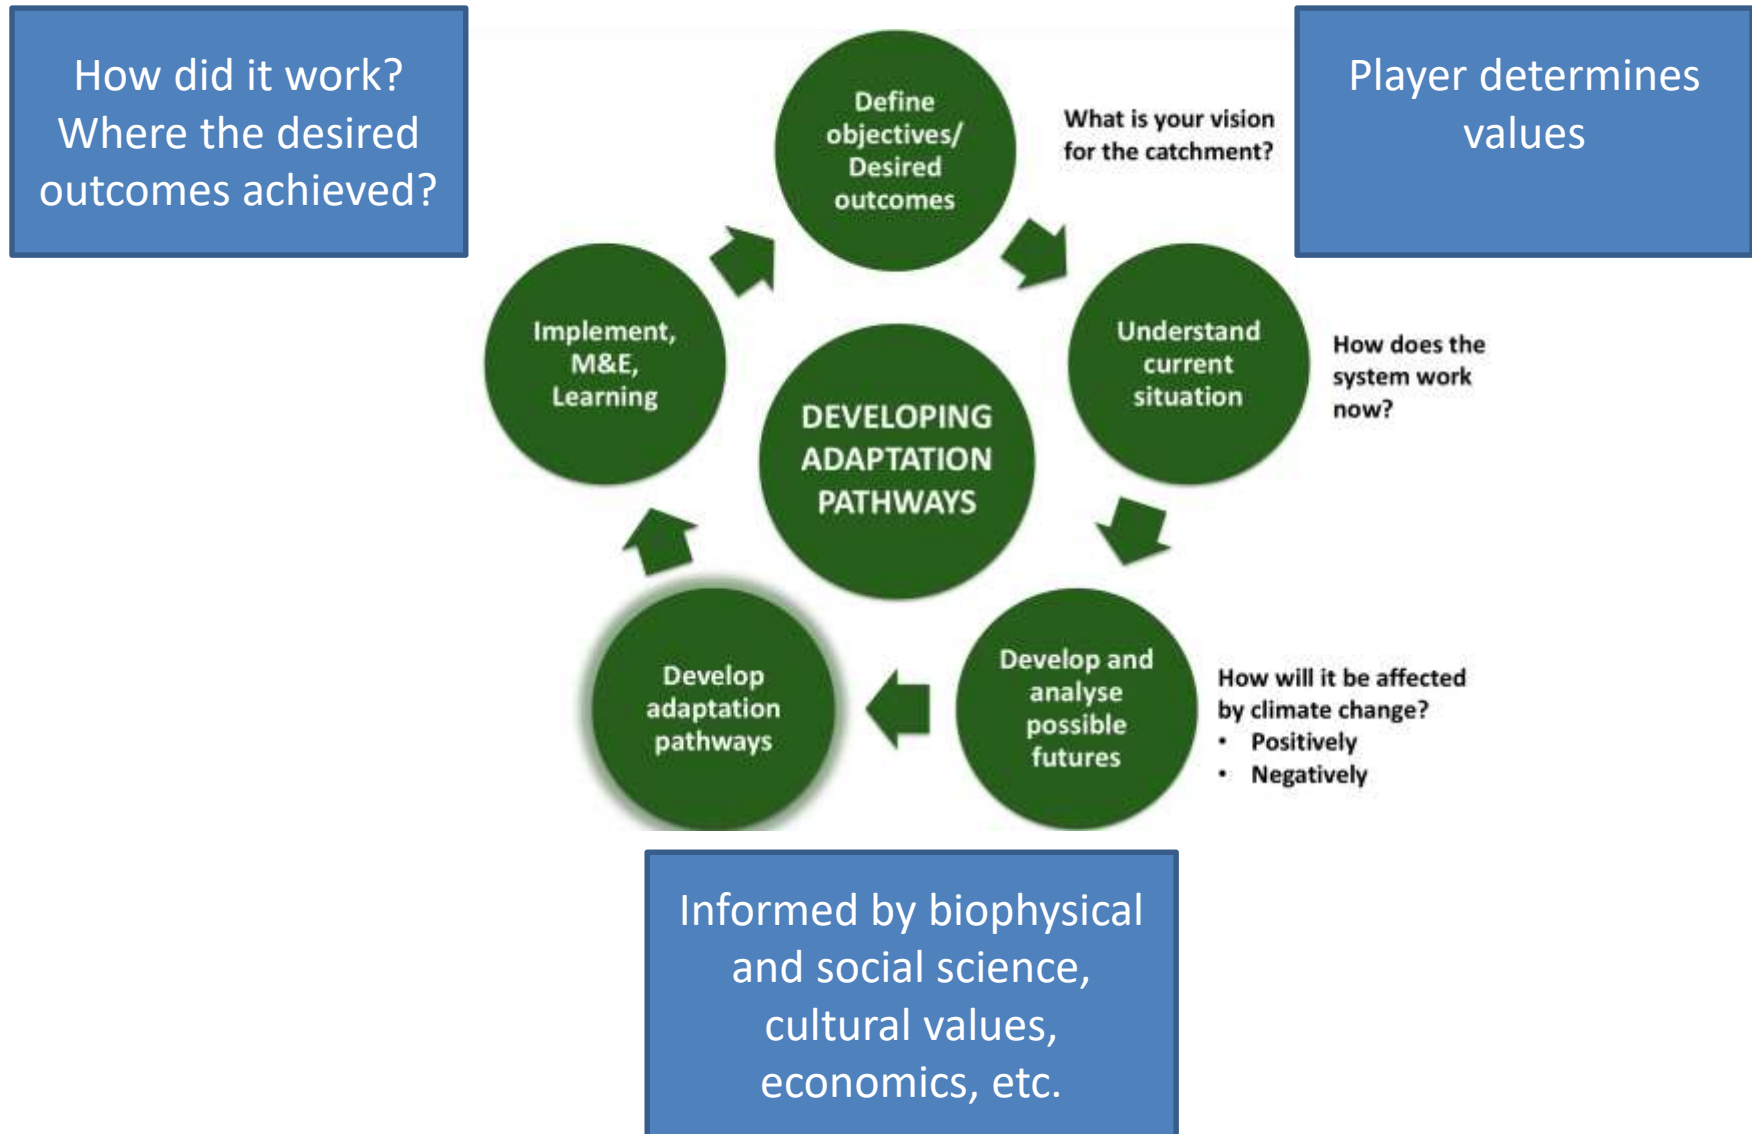 How did it work?
Where the desired
outcomes achieved?
Define
objectives/
Desired
outcomes
What is your vision
for the catchment?
Player determines
values
Implement,
M&E,
Learning
Understand
current
situation
How does the
system work
now?
DEVELOPING
ADAPTATION
PATHWAYS
Develop
adaptation
pathways
Develop and
analyse
possible
futures
How will it be affected
by climate change?
• Positively
• Negatively
Informed by biophysical
and social science,
cultural values,
economics, etc.